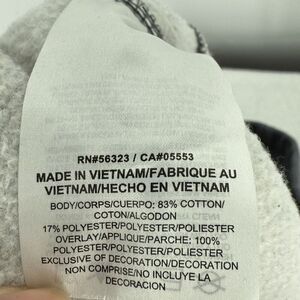 RN#56323 / CA#05553
MADE IN VIETNAM/FABRIQUE AU
VIETNAM/HECHO EN VIETNAM
BODY/CORPS/CUERPO; 83% COTTON/
COTON/ALGODON
17% POLYESTER/POLYESTER/POLIESTER
OVERLAY/APPLIQUE/PARCHE; 100%
POLYESTER/POLYESTER/POLIESTER
EXCLUSIVE OF DECORATION/DECORATION
NON COMPRISE/NO INCLUYE LA
DECORACION